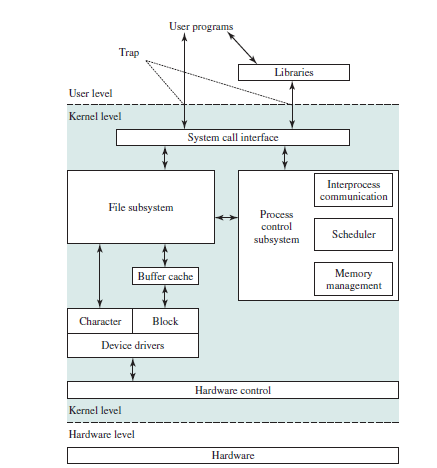 User programs
Trap
Libraries
User level
Kernel level
System call interface
File subsystem
Process
control
subsystem
Interprocess
communication
Scheduler
Memory
management
Buffer cache
Character
Block
Device drivers
Hardware control
Kernel level
Hardware level
Hardware